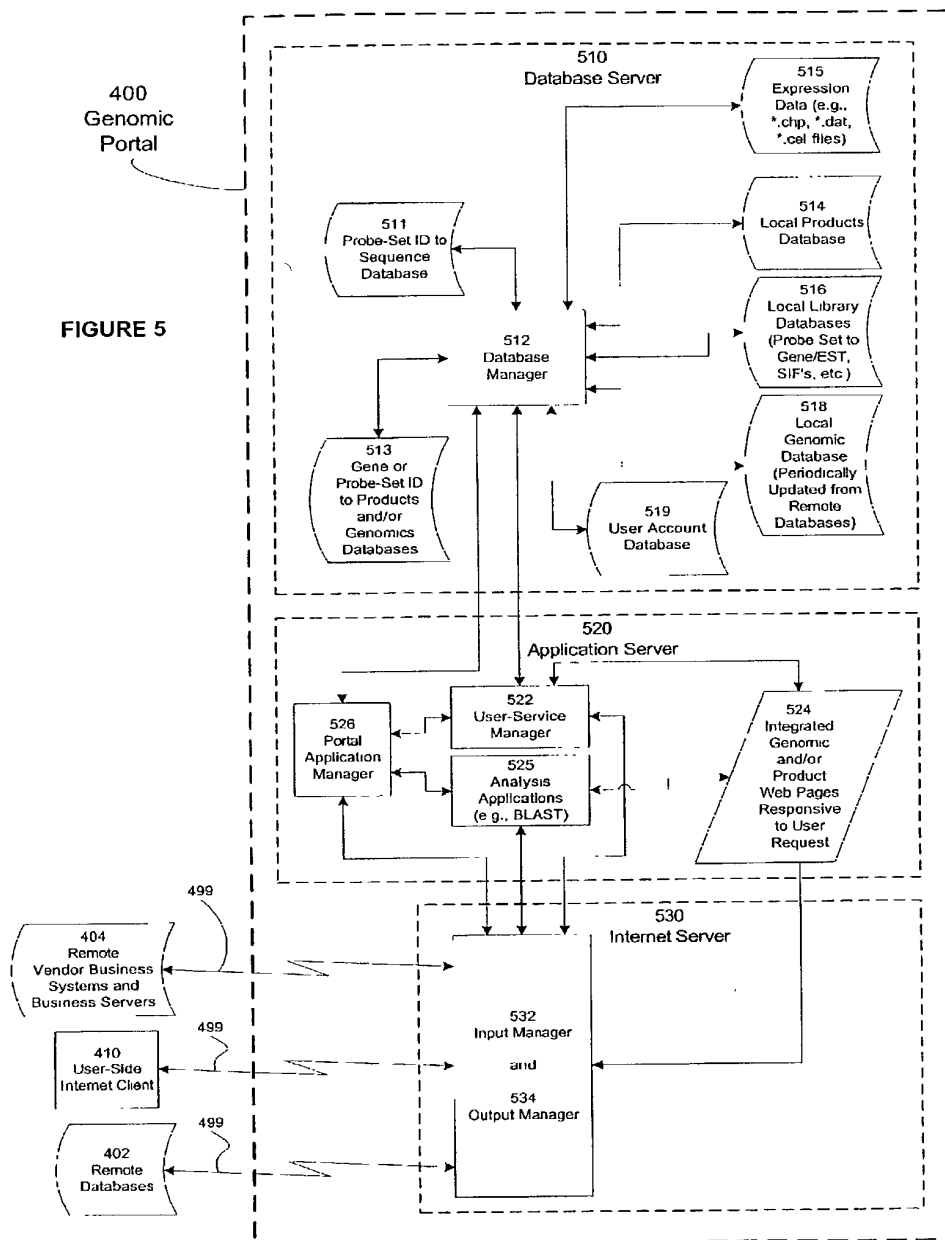 510
Database Server
400
Genomic
Portal
515
Expression
Data (e.g.,
*.chp, *.dat,
*.cel files)
511
Probe-Set ID to
Sequence
Database
514
Local Products
Database
FIGURE 5
512
Database
Manager
516
Local Library
Databases
(Probe Set to
Gene/EST,
SIF's, etc )
513
Gene or
Probe-Set ID
to Products
and/or
Genomics
Databases
518
Local
Genomic
Database
(Periodically
Updated from
Remote
Databases)
519
User Account
Database
520
Application Server
526
Portal
Application
Manager
522
User-Service
Manager
525
Analysis
Applications
(e g., BLAST)
524
Integrated
Genomic
and/or
Product
Web Pages
Responsive
to User
Request
530
Internet Server
499
404
Remote
Vendor Business
Systems and
Business Servers
499
410
User-Side
Internet Client
499
402
Remote
Databases
532
Input Manager
and
534
Output Manager